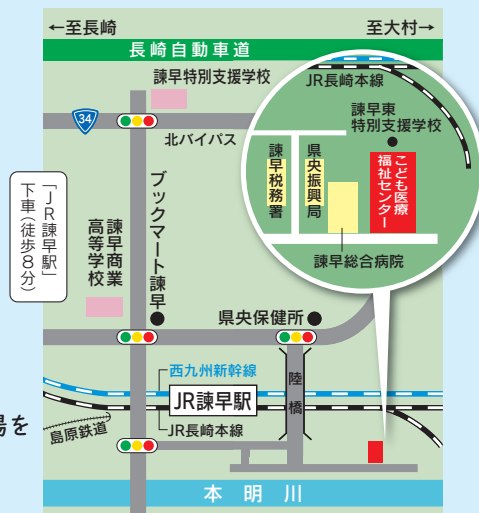 ←至長崎
至大村→
長崎自動車道
諫早特別支援学校
34
北バイパス
JR長崎本線
諫早東
特別支援学校
諫早税務署
県央振興局
こども医療
福祉センター
諫早総合病院
「JR諫早駅」
下車(徒歩8分)
諫早商業
高等学校
ブックマート諫早
県央保健所
西九州新幹線
陸橋
JR諫早駅
場を
島原鉄道
JR長崎本線
本明川